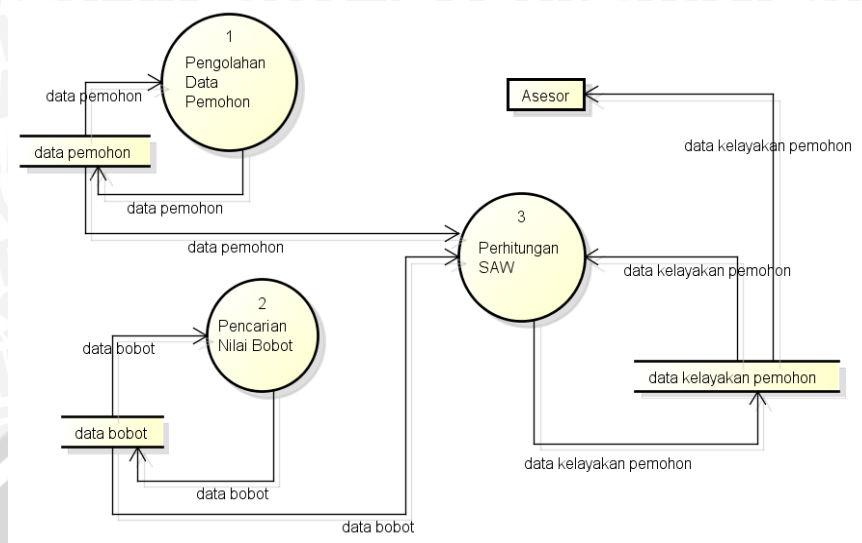 1
Pengolahan
Data
Pemohon
data pemohon
data pemohon
data pemohon
data pemohon
Asesor
data kelayakan pemohon
3
Perhitungan
SAW
data kelayakan pemohon
2
Pencarian
Nilai Bobot
data bobot
data bobot
data bobot
data bobot
data kelayakan pemohon
data kelayakan pemohon